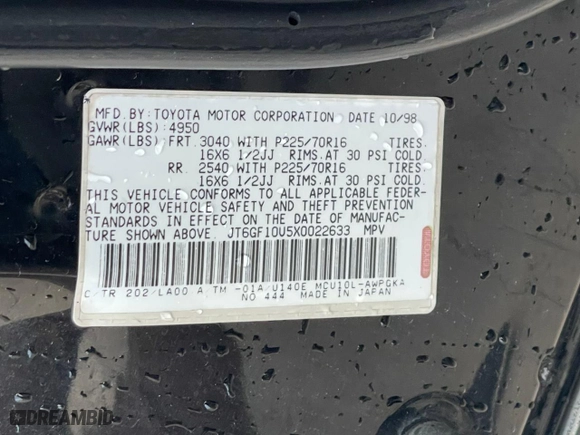 MFD.BY:TOYOTA MOTOR CORPORATION DATE 10/98
GVWR(LBS):4950
GAWR(LBS):FRT. 3040 WITH P225/70R16 TIRES.
16X6 1/2JJ RIMS.AT 30 PSI COLD.
RR. 2540 WITH P225/70R16 TIRES.
16X6 1/2JJ RIMS.AT 30 PSI COLD.
THIS VEHICLE CONFORMS TO ALL APPLICABLE FEDER-
AL MOTOR VEHICLE SAFETY AND THEFT PREVENTION
STANDARDS IN EFFECT ON THE DATE OF MANUFAC-
TURE SHOWN ABOVE. JT6GF10U5X0022633 MPV
TOYOTA
C/TR 202/LA00 A/TM -01A/U140E MCU10L-AWPGKA
NO 444 MADE IN JAPAN
DREAMBID